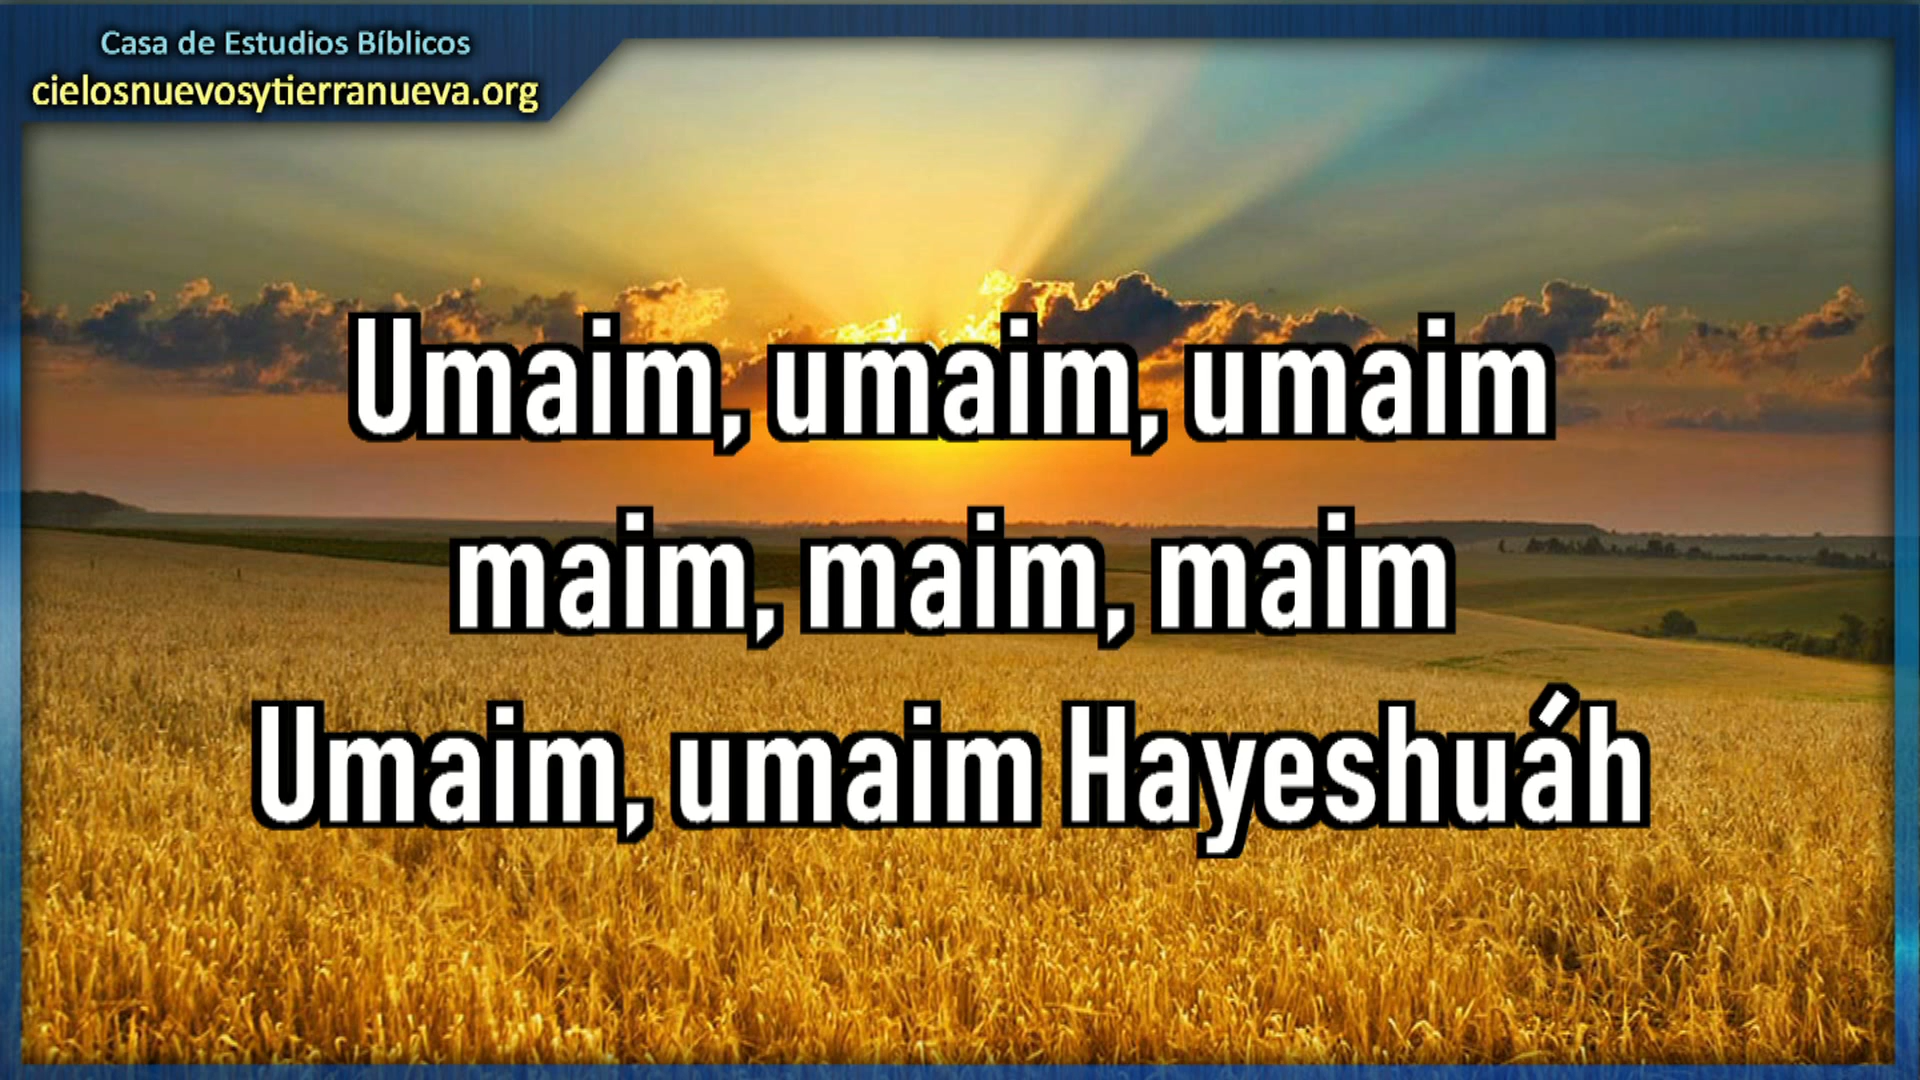 Casa de Estudios Bíblicos
cielosnuevosytierranueva.org
Umaim, umaim, umaim
maim, maim, maim
Umaim, umaim Hayeshuáh